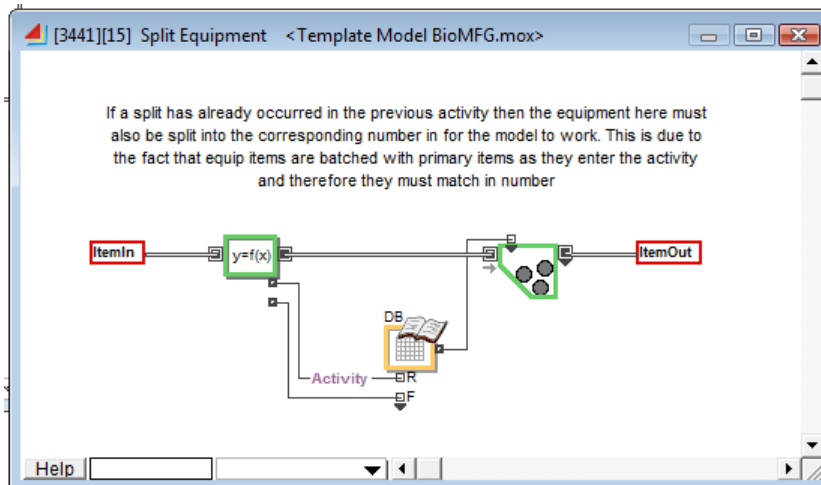 [3441][15] Split Equipment <Template Model BioMFG.mox>
If a split has already occurred in the previous activity then the equipment here must
also be split into the corresponding number in for the model to work. This is due to
the fact that equip items are batched with primary items as they enter the activity
and therefore they must match in number
ItemIn
y=f(x)
ItemOut
DB
Activity
R
F
Help